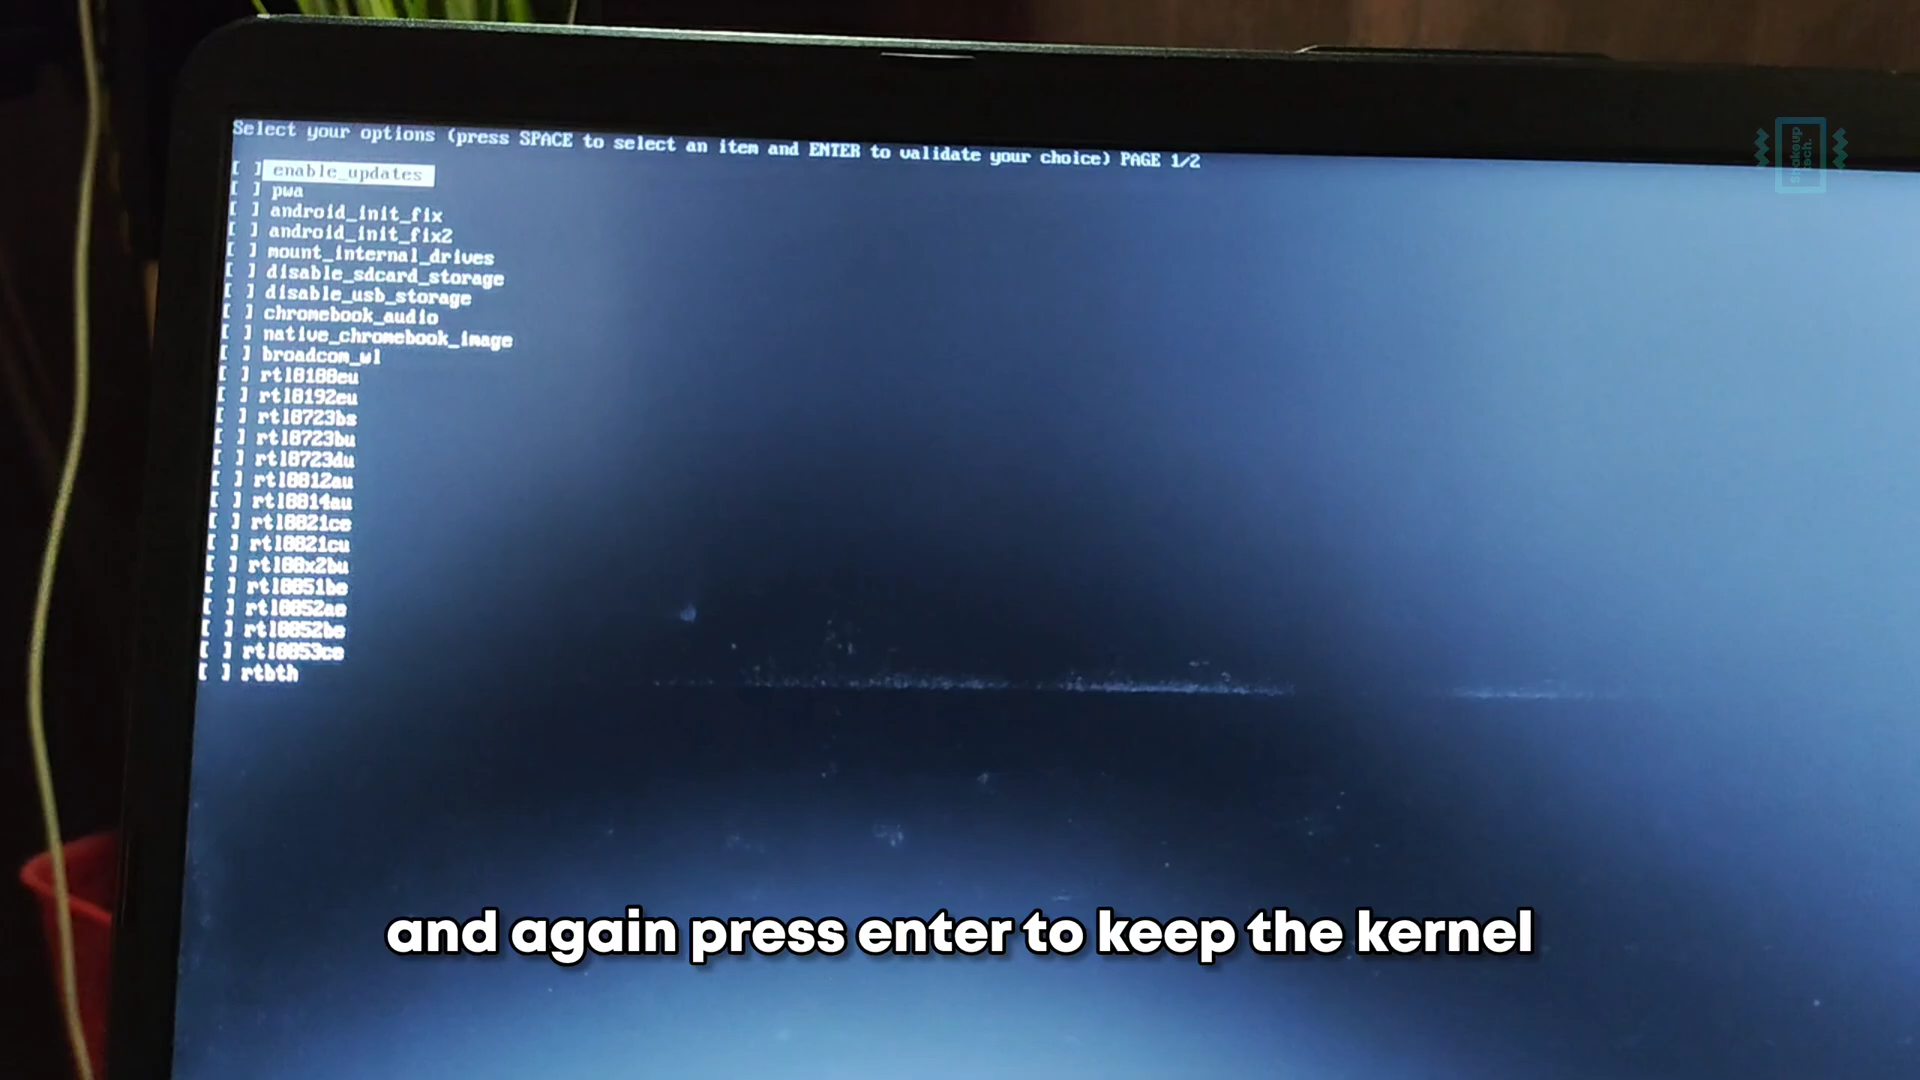 Select your options (press SPACE to select an item and ENTER to validate your choice) PAGE 1/2
[ ] enable_updates
[ ] pwa
[ ] android_init_fix
[ ] android_init_fix2
[ ] mount_internal_drives
[ ] disable_sdcard_storage
[ ] disable_usb_storage
[ ] chromebook_audio
[ ] native_chromebook_image
[ ] broadcom_wl
[ ] rtl8188eu
[ ] rtl8192eu
[ ] rtl8723bs
[ ] rtl8723bu
[ ] rtl8723du
[ ] rtl8812au
[ ] rtl8814au
[ ] rtl8821ce
[ ] rtl8821cu
[ ] rtl88x2bu
[ ] rtl8851be
[ ] rtl8852ae
[ ] rtl8852be
[ ] rtl8853ce
[ ] rtbth
Shakeup
tech.
and again press enter to keep the kernel